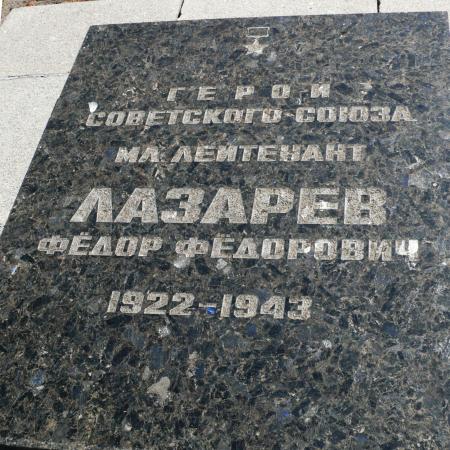 ГЕРОЙ
СОВЕТСКОГО СОЮЗА
МЛ. ЛЕЙТЕНАНТ
ЛАЗАРЕВ
ФЁДОР ФЁДОРОВИЧ
1922-1943